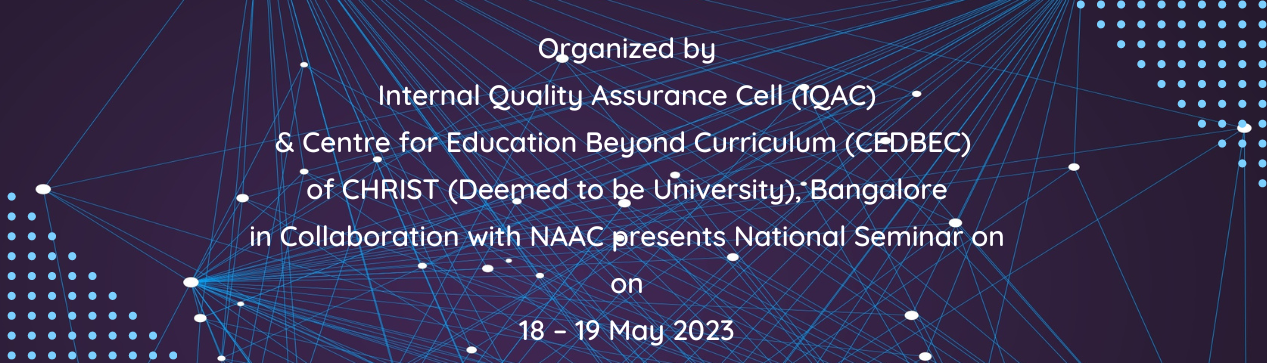 Organized by
Internal Quality Assurance Cell (IQAC)
& Centre for Education Beyond Curriculum (CEDBEC)
of CHRIST (Deemed to be University), Bangalore
in Collaboration with NAAC presents National Seminar on
on
18 – 19 May 2023